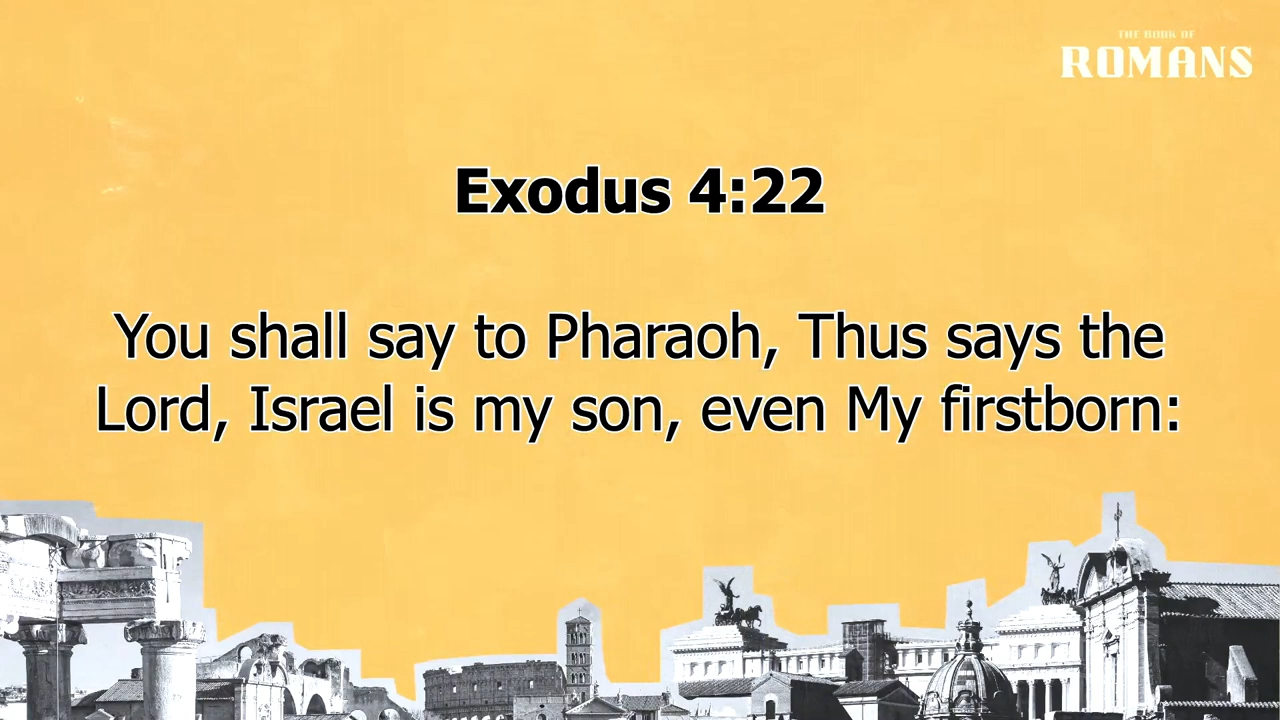 THE BOOK OF
ROMANS
Exodus 4:22
You shall say to Pharaoh, Thus says the
Lord, Israel is my son, even My firstborn: